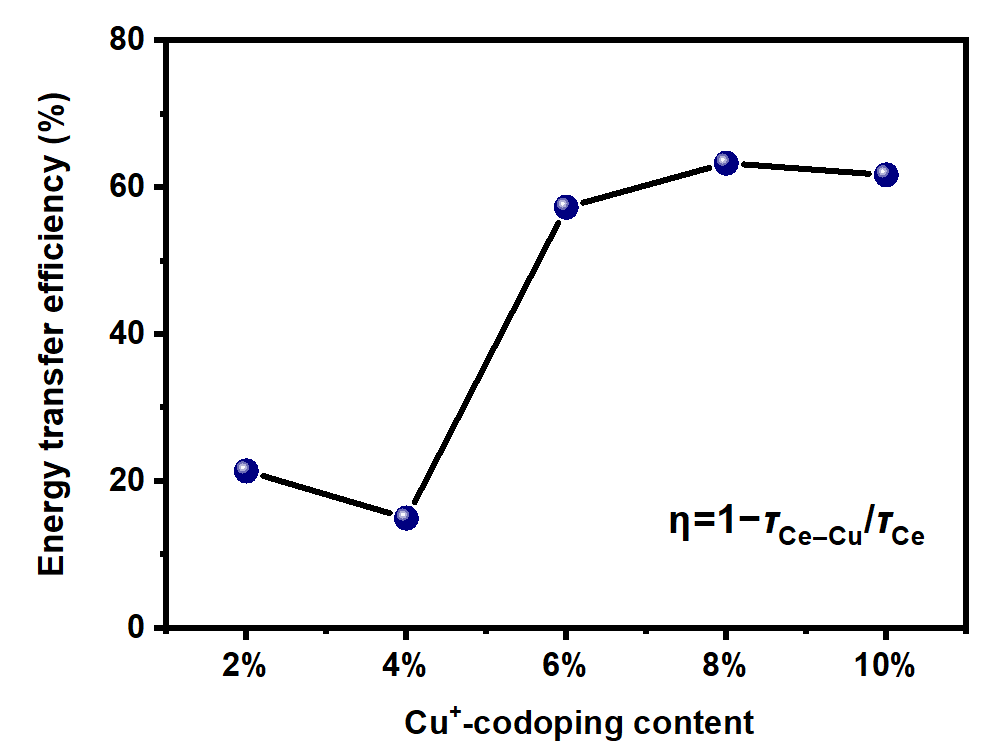 80
60
40
20
0
Energy transfer efficiency (%)
η=1−τCe–Cu/τCe
2% 4% 6% 8% 10%
Cu⁺-codoping content